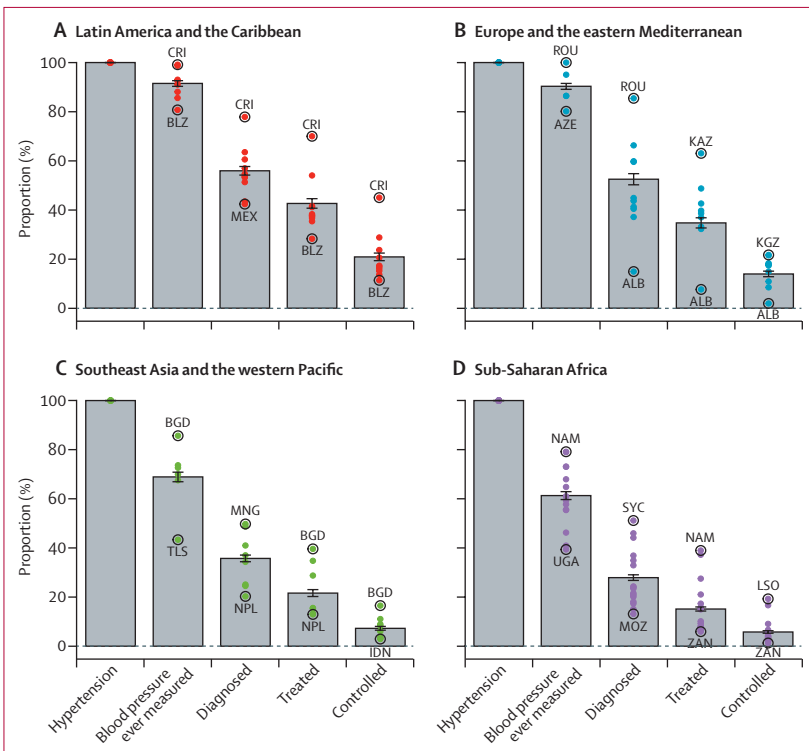 A Latin America and the Caribbean
Proportion (%)
100
80
60
40
20
0
CRI
BLZ
CRI
MEX
CRI
BLZ
CRI
BLZ
B Europe and the eastern Mediterranean
ROU
AZE
ROU
ALB
KAZ
ALB
KGZ
ALB
C Southeast Asia and the western Pacific
Proportion (%)
100
80
60
40
20
0
BGD
TLS
MNG
NPL
BGD
NPL
BGD
IDN
Hypertension
Blood pressure
ever measured
Diagnosed
Treated
Controlled
D Sub-Saharan Africa
NAM
UGA
SYC
MOZ
NAM
ZAN
LSO
ZAN
Hypertension
Blood pressure
ever measured
Diagnosed
Treated
Controlled